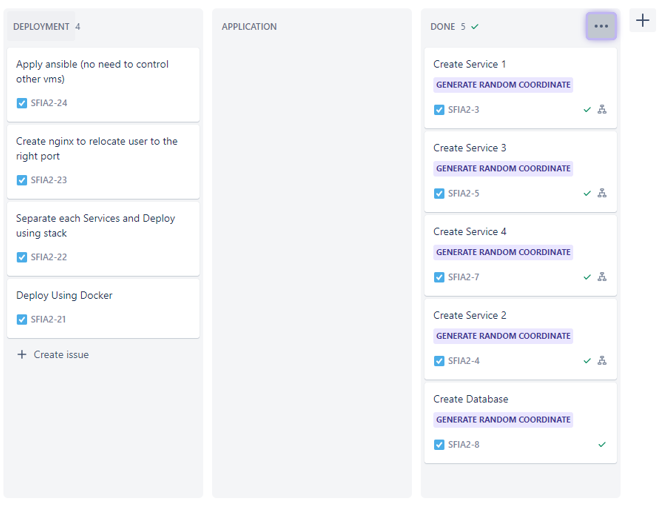 DEPLOYMENT 4
Apply ansible (no need to control
other vms)
SFIA2-24
Create nginx to relocate user to the
right port
SFIA2-23
Separate each Services and Deploy
using stack
SFIA2-22
Deploy Using Docker
SFIA2-21
+ Create issue
APPLICATION
DONE 5
Create Service 1
GENERATE RANDOM COORDINATE
SFIA2-3
Create Service 3
GENERATE RANDOM COORDINATE
SFIA2-5
Create Service 4
GENERATE RANDOM COORDINATE
SFIA2-7
Create Service 2
GENERATE RANDOM COORDINATE
SFIA2-4
Create Database
GENERATE RANDOM COORDINATE
SFIA2-8